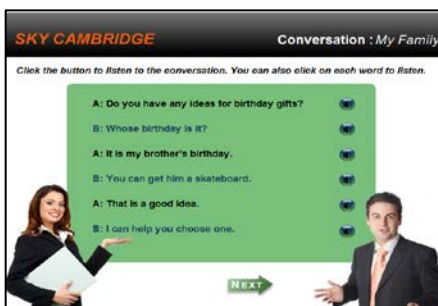 SKY CAMBRIDGE
Conversation : My Family
Click the button to listen to the conversation. You can also click on each word to listen.
A: Do you have any ideas for birthday gifts?
B: Whose birthday is it?
A: It is my brother's birthday.
B: You can get him a skateboard.
A: That is a good idea.
B: I can help you choose one.
NEXT